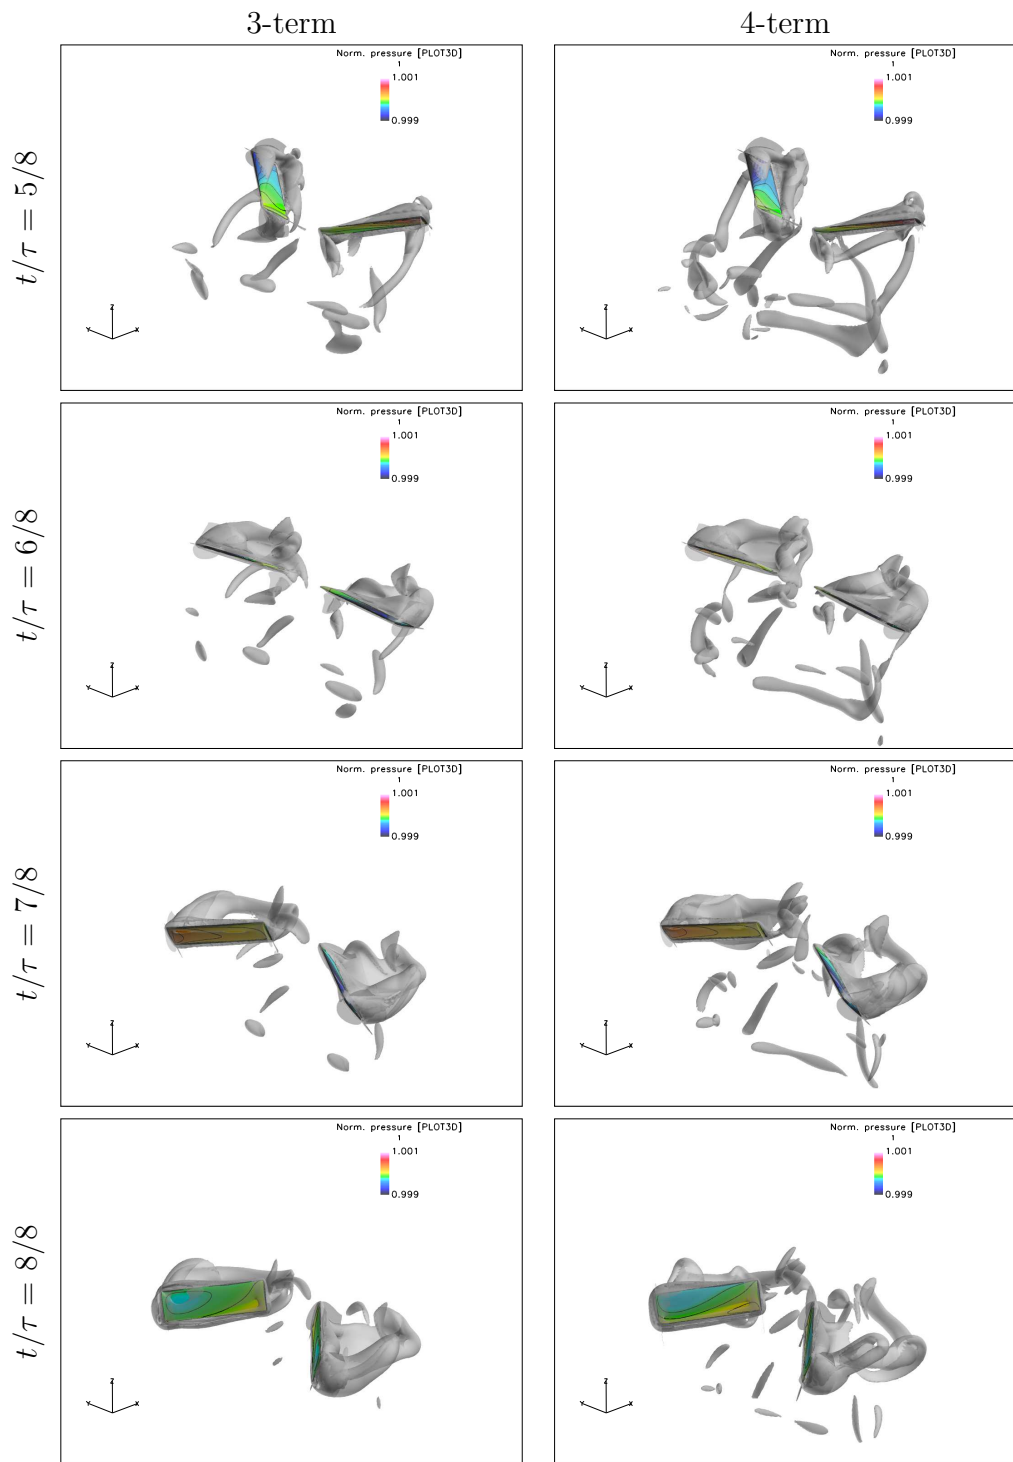 3-term 4-term
t/τ = 5/8
Norm. pressure [PLOT3D]
1
1.001
0.999
Z
Y X
Norm. pressure [PLOT3D]
1
1.001
0.999
Z
Y X
t/τ = 6/8
Norm. pressure [PLOT3D]
1
1.001
0.999
Z
Y X
Norm. pressure [PLOT3D]
1
1.001
0.999
Z
Y X
t/τ = 7/8
Norm. pressure [PLOT3D]
1
1.001
0.999
Z
Y X
Norm. pressure [PLOT3D]
1
1.001
0.999
Z
Y X
t/τ = 8/8
Norm. pressure [PLOT3D]
1
1.001
0.999
Z
Y X
Norm. pressure [PLOT3D]
1
1.001
0.999
Z
Y X